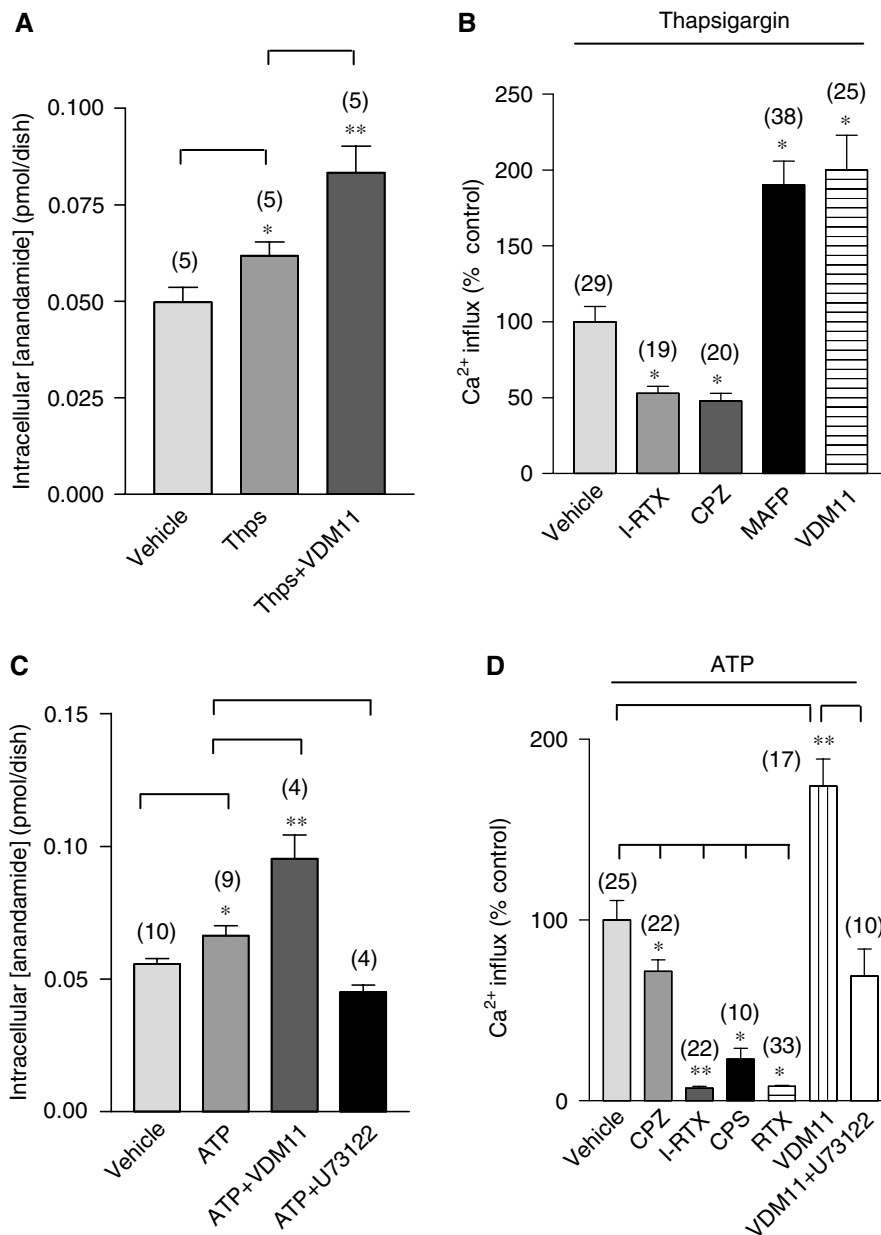 A
Intracellular [anandamide] (pmol/dish)
0.100
0.075
0.050
0.025
0.000
(5)
(5)
*
(5)
**
Vehicle
Thps
Thps+VDM11
B
Thapsigargin
Ca2+ influx (% control)
250
200
150
100
50
0
(29)
(19)
*
(20)
*
(38)
*
(25)
*
Vehicle
I-RTX
CPZ
MAFP
VDM11
C
Intracellular [anandamide] (pmol/dish)
0.15
0.10
0.05
0.00
(10)
(9)
*
(4)
**
(4)
Vehicle
ATP
ATP+VDM11
ATP+U73122
D
ATP
Ca2+ influx (% control)
200
100
0
(25)
(22)
*
(22)
**
(10)
*
(33)
*
(17)
**
(10)
Vehicle
CPZ
I-RTX
CPS
RTX
VDM11
VDM11+U73122